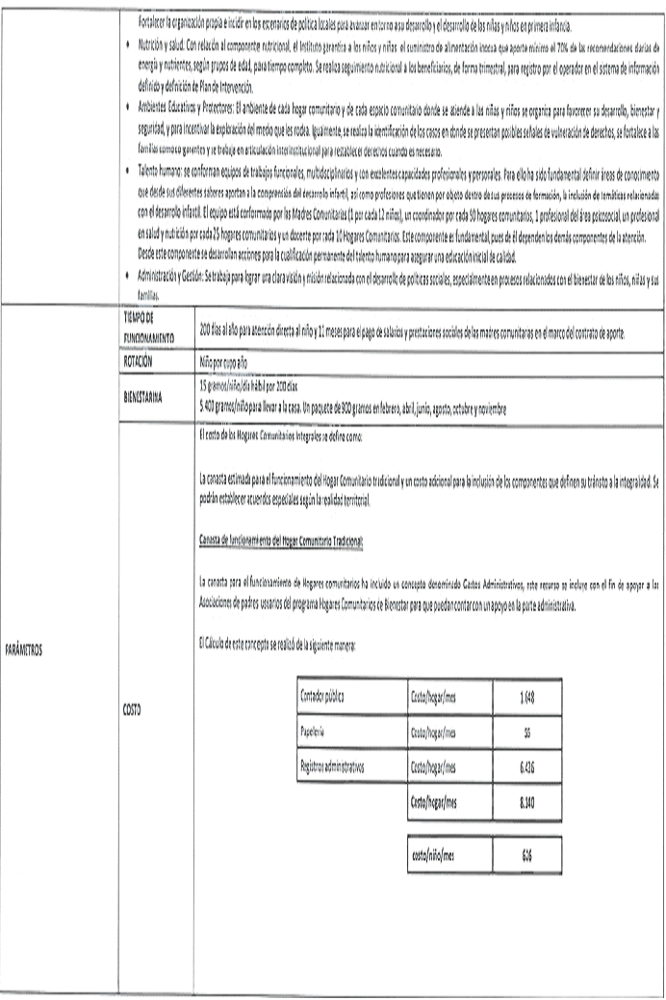 Fortalecer la organización propia e incidir en los escenarios de política locales para avanzar en torno a su desarrollo y el desarrollo de las niñas y niños en primera infancia.
• Nutrición y salud. Con relación al componente nutricional, el Instituto garantiza a los niños y niñas el suministro de alimentación inocua que aporte mínimo el 70% de las recomendaciones diarias de
energía y nutrientes, según grupos de edad, para tiempo completo. Se realiza seguimiento nutricional a los beneficiarios, de forma trimestral, para registro por el operador en el sistema de información
definido y definición de Plan de Intervención.
• Ambientes Educativos y Protectores: El ambiente de cada hogar comunitario y de cada espacio comunitario donde se atiende a las niñas y niños se organiza para favorecer su desarrollo, bienestar y
seguridad, y para incentivar la exploración del medio que les rodea. Igualmente, se realiza la identificación de los casos en donde se presentan posibles señales de vulneración de derechos, se fortalece a las
familias como so garantes y se trabaja en articulación interinstitucional para restablecer derechos cuando es necesario.
• Talento humano: se conforman equipos de trabajos funcionales, multidisciplinarios y con excelentes capacidades profesionales y personales. Para ello ha sido fundamental definir áreas de conocimiento
que desde sus diferentes saberes aportan a la comprensión del desarrollo infantil, así como profesiones que tienen por objeto dentro de sus procesos de formación, la inclusión de temáticas relacionadas
con el desarrollo infantil. El equipo está conformado por las Madres Comunitarias (1 por cada 12 niños), un coordinador por cada 50 hogares comunitarios, 1 profesional del área psicosocial, un profesional
en salud y nutrición por cada 25 hogares comunitarios y un docente por cada 10 Hogares Comunitarios. Este componente es fundamental, pues de él dependen los demás componentes de la atención.
Desde este componente se desarrollan acciones para la cualificación permanente del talento humano para asegurar una educación inicial de calidad.
• Administración y Gestión: Se trabaja para lograr una clara visión y misión relacionada con el desarrollo de políticas sociales, especialmente en procesos relacionados con el bienestar de los niños, niñas y sus
familias.
PARÁMETROS
TIEMPO DE
FUNCIONAMIENTO
200 días al año para atención directa al niño y 11 meses para el pago de salarios y prestaciones sociales de las madres comunitarias en el marco del contrato de aporte.
ROTACIÓN
Niño por cupo año
BIENESTARINA
15 gramos/niño/día hábil por 200 días
5.400 gramos/niño para llevar a la casa. Un paquete de 900 gramos en febrero, abril, junio, agosto, octubre y noviembre
COSTO
El costo de los Hogares Comunitarios Integrales se define como:
La canasta estimada para el funcionamiento del Hogar Comunitario tradicional y un costo adicional para la inclusión de los componentes que definen su tránsito a la integralidad. Se
podrán establecer acuerdos especiales según la realidad territorial.
Canasta de funcionamiento del Hogar Comunitario Tradicional:
La canasta para el funcionamiento de Hogares comunitarios ha incluido un concepto denominado Gastos Administrativos, este recurso se incluye con el fin de apoyar a las
Asociaciones de padres usuarios del programa Hogares Comunitarios de Bienestar para que puedan contar con un apoyo en la parte administrativa.
El Cálculo de este concepto se realizó de la siguiente manera:
Contador público Costo/hogar/mes 1.648
Papelería Costo/hogar/mes 55
Registros administrativos Costo/hogar/mes 6.436
Costo/hogar/mes 8.140
costo/niño/mes 626